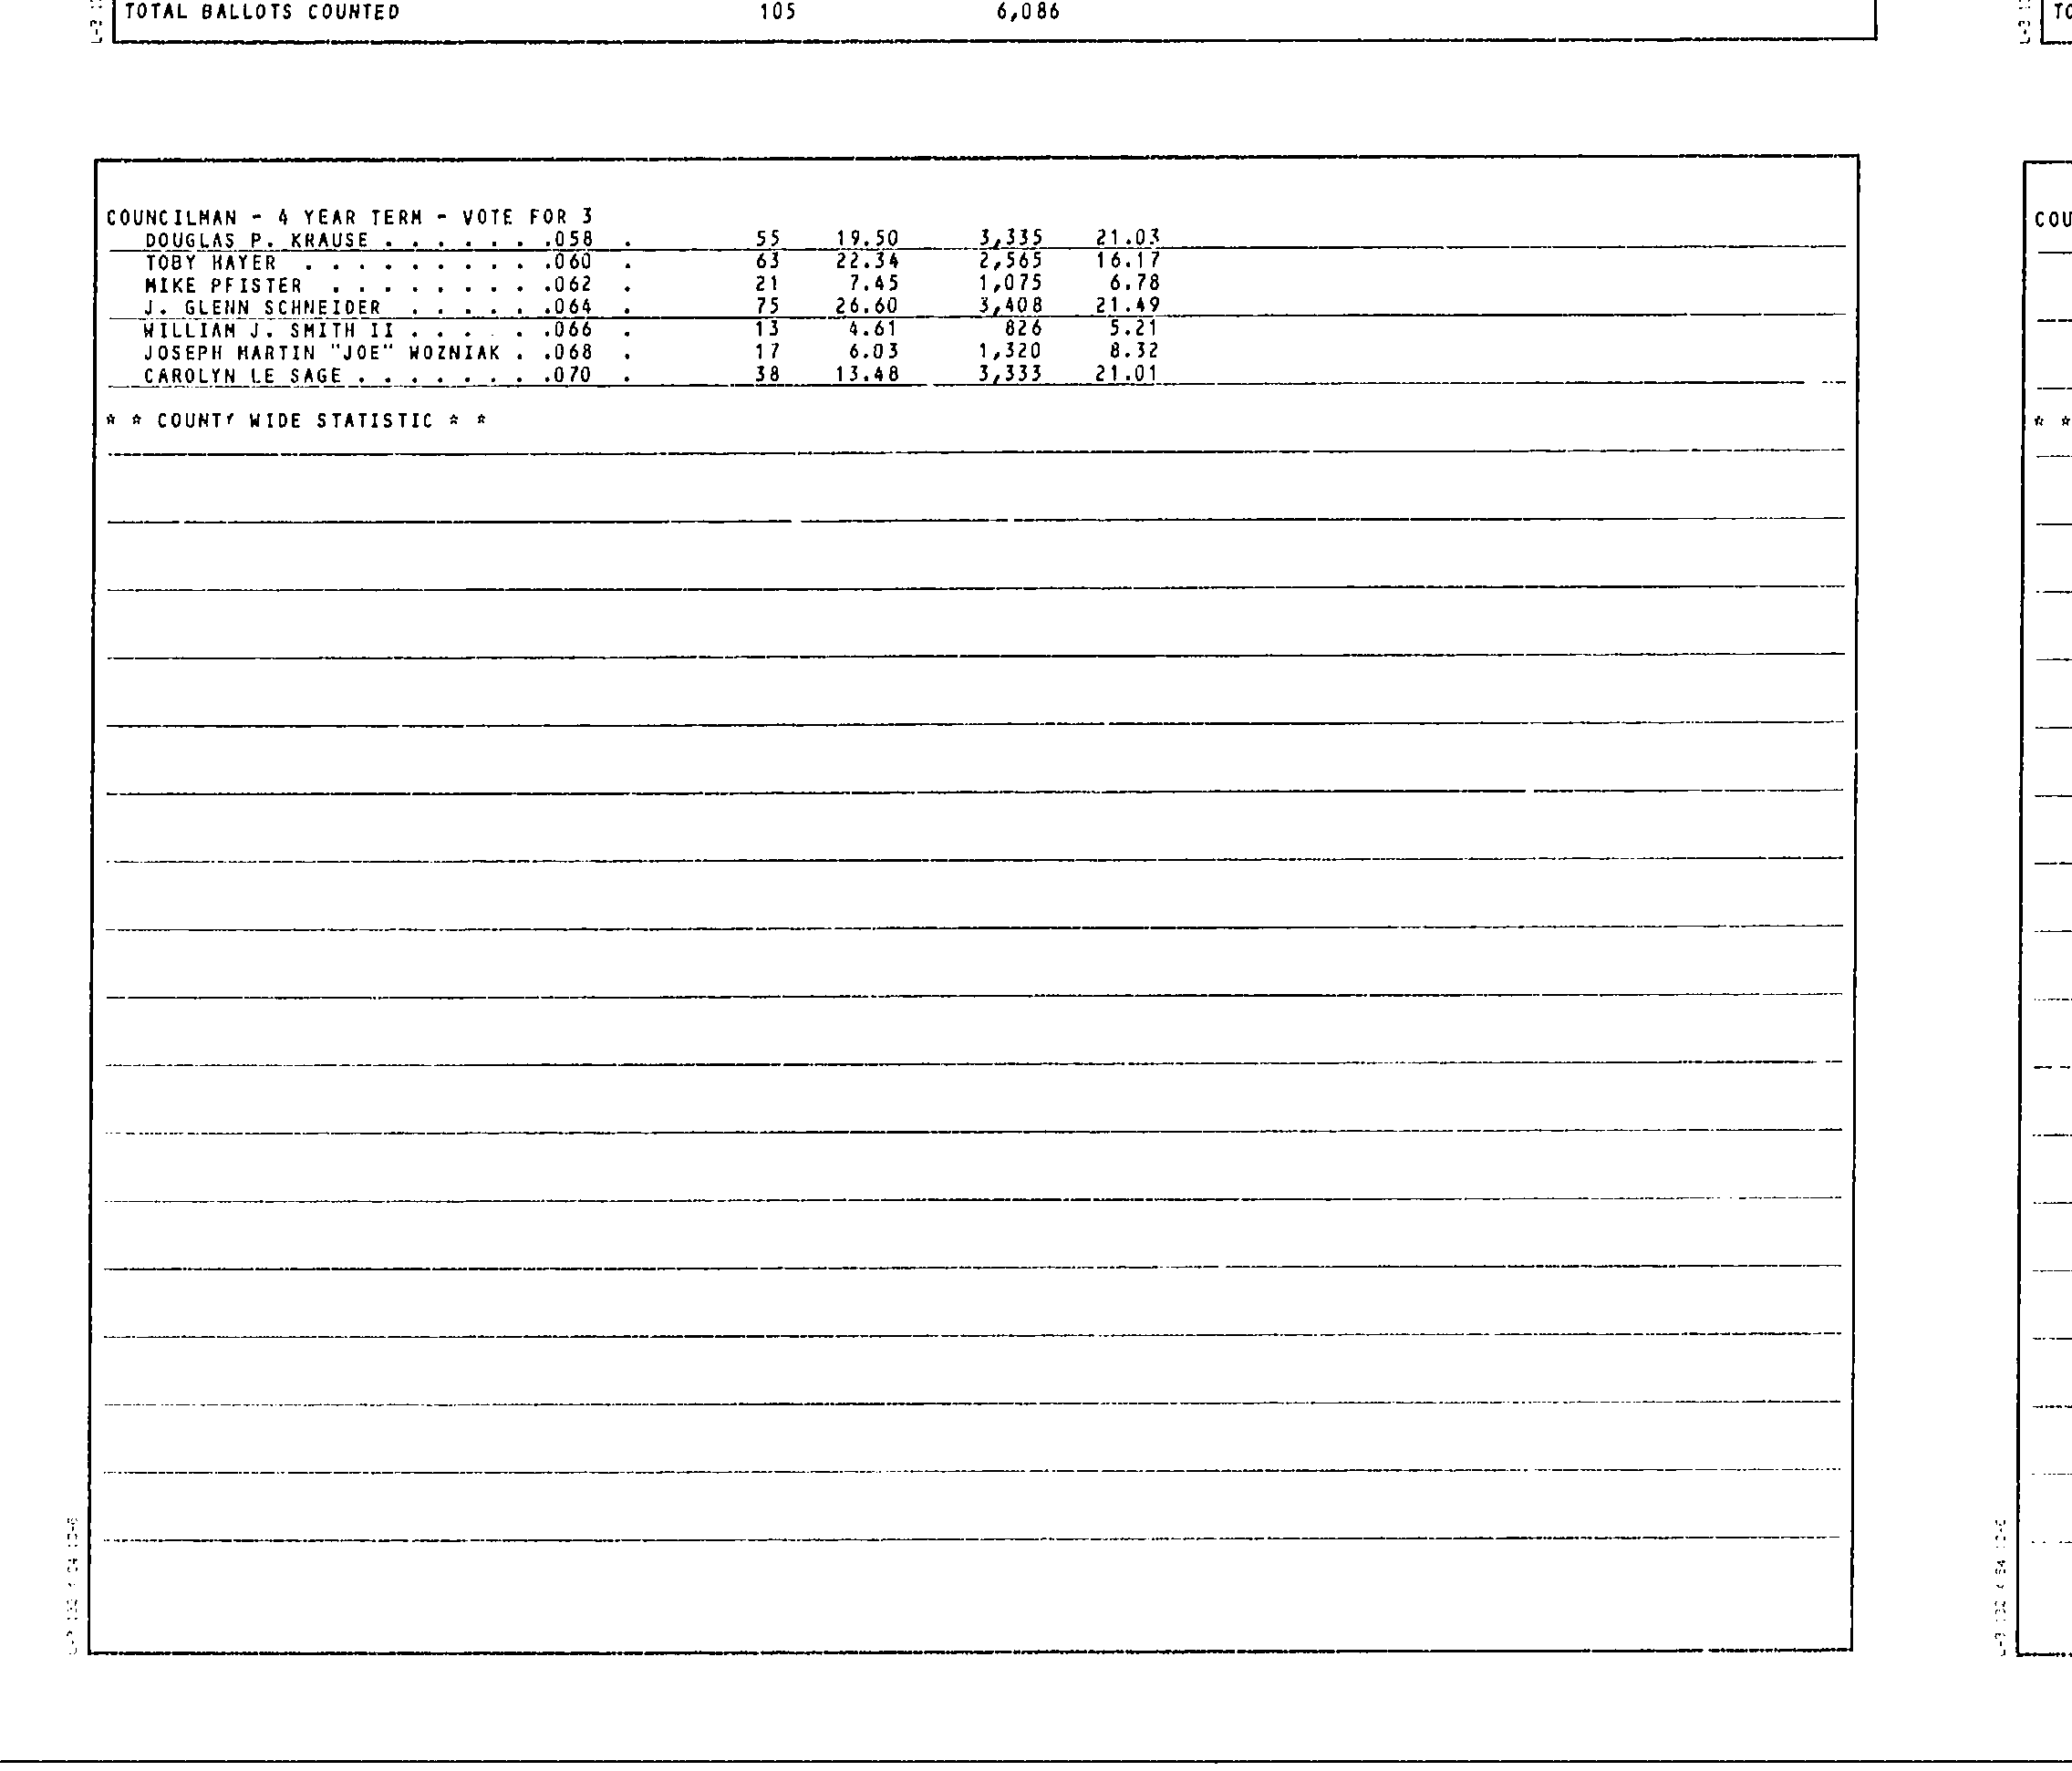 TOTAL BALLOTS COUNTED 105 6,086
COUNCILMAN - 4 YEAR TERM - VOTE FOR 3
DOUGLAS P. KRAUSE . . . . . . .058 . 55 19.50 3,335 21.03
TOBY HAYER . . . . . . . . . .060 . 63 22.34 2,565 16.17
MIKE PFISTER . . . . . . . . .062 . 21 7.45 1,075 6.78
J. GLENN SCHNEIDER . . . . . .064 . 75 26.60 3,408 21.49
WILLIAM J. SMITH II . . . . . .066 . 13 4.61 826 5.21
JOSEPH MARTIN "JOE" WOZNIAK . .068 . 17 6.03 1,320 8.32
CAROLYN LE SAGE . . . . . . . .070 . 38 13.48 3,333 21.01
* * COUNTY WIDE STATISTIC * *
TO
COU
* *